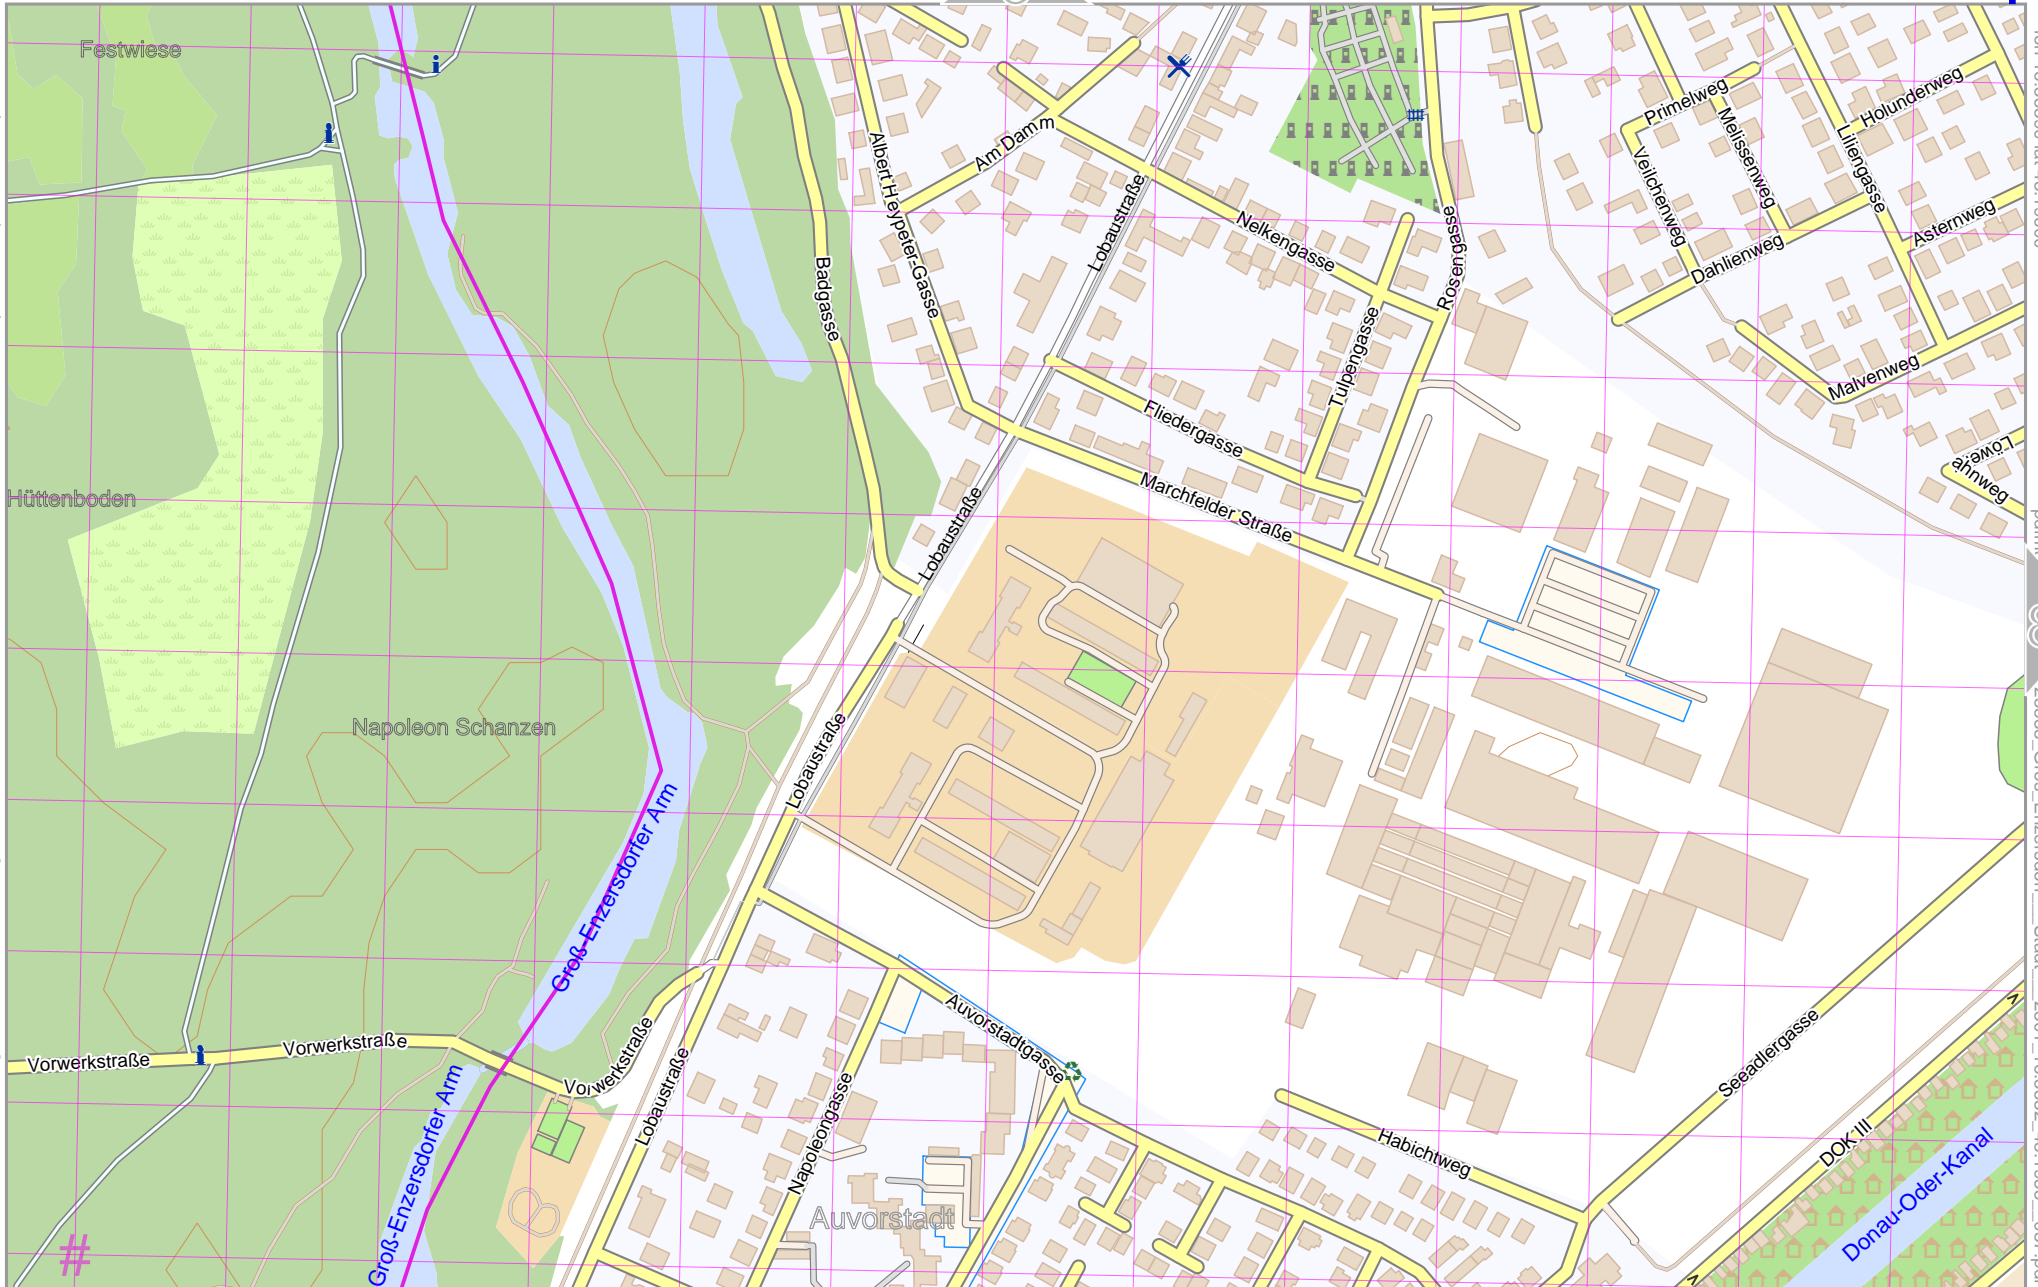 Festwiese
Primelweg
Holunderweg
Melissenweg
Liliengasse
Veilchenweg
Am Damm
Albert Heypeter-Gasse
Lobaustraße
Nelkengasse
Rosengasse
Asternweg
Dahlienweg
Badgasse
Tulpengasse
Malvenweg
Fliedergasse
Hüttenboden
Marchfelder Straße
Lobaustraße
ahnweg
Napoleon Schanzen
Lobaustraße
Groß-Enzersdorfer Arm
Auvorstadtgasse
Vorwerkstraße
Vorwerkstraße
Vorwerkstraße
Lobaustraße
Seeadlergasse
Napoleongasse
Groß-Enzersdorfer Arm
Habichtweg
DOK III
Donau-Oder-Kanal
Auvorstadt
#